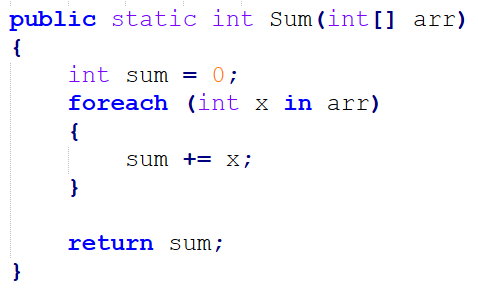 public static int Sum(int[] arr)
{
    int sum = 0;
    foreach (int x in arr)
    {
        sum += x;
    }

    return sum;
}